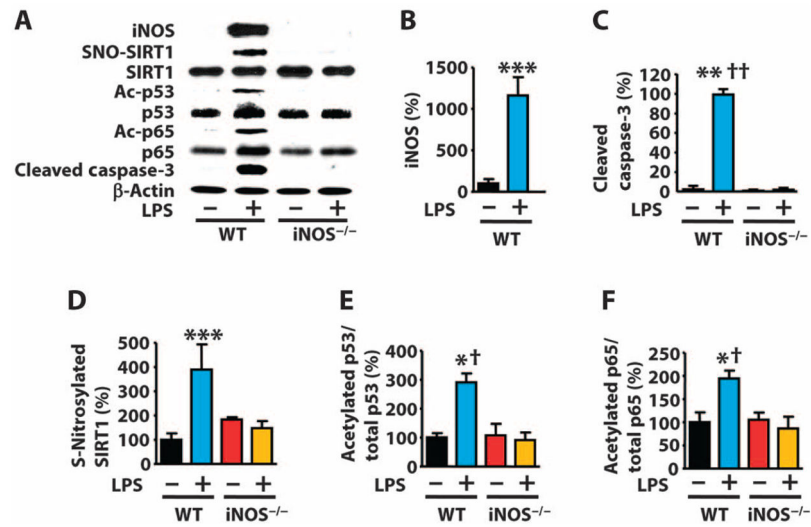 A
iNOS
SNO-SIRT1
SIRT1
Ac-p53
p53
Ac-p65
p65
Cleaved caspase-3
β-Actin
LPS – + – +
WT iNOS–/–
B
iNOS (%)
1500
1000
500
0
***
LPS – +
WT
C
Cleaved
caspase-3 (%)
120
100
80
60
40
20
0
** ††
LPS – + – +
WT iNOS–/–
D
S-Nitrosylated
SIRT1 (%)
500
400
300
200
100
0
***
LPS – + – +
WT iNOS–/–
E
Acetylated p53/
total p53 (%)
400
300
200
100
0
*†
LPS – + – +
WT iNOS–/–
F
Acetylated p65/
total p65 (%)
250
200
150
100
50
0
*†
LPS – + – +
WT iNOS–/–